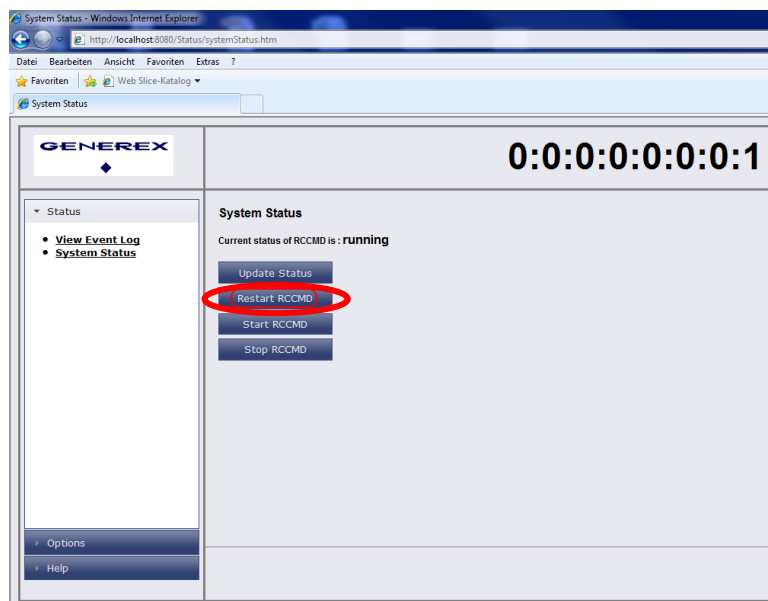 System Status - Windows Internet Explorer
http://localhost:8080/Status/systemStatus.htm
Datei Bearbeiten Ansicht Favoriten Extras ?
Favoriten Web Slice-Katalog
System Status
GENEREX
0:0:0:0:0:0:0:1
Status
View Event Log
System Status
System Status
Current status of RCCMD is : running
Update Status
Restart RCCMD
Start RCCMD
Stop RCCMD
Options
Help